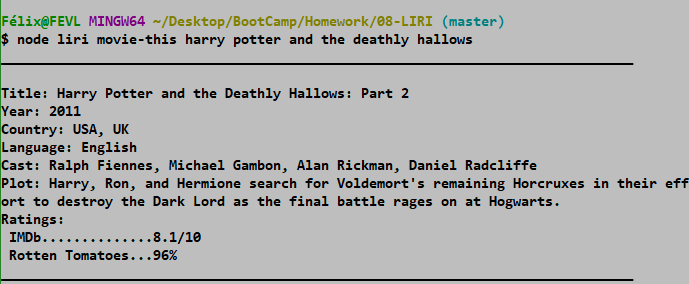 Félix@FEVL MINGW64 ~/Desktop/BootCamp/Homework/08-LIRI (master)
$ node liri movie-this harry potter and the deathly hallows
Title: Harry Potter and the Deathly Hallows: Part 2
Year: 2011
Country: USA, UK
Language: English
Cast: Ralph Fiennes, Michael Gambon, Alan Rickman, Daniel Radcliffe
Plot: Harry, Ron, and Hermione search for Voldemort's remaining Horcruxes in their eff
ort to destroy the Dark Lord as the final battle rages on at Hogwarts.
Ratings:
 IMDb..............8.1/10
 Rotten Tomatoes...96%